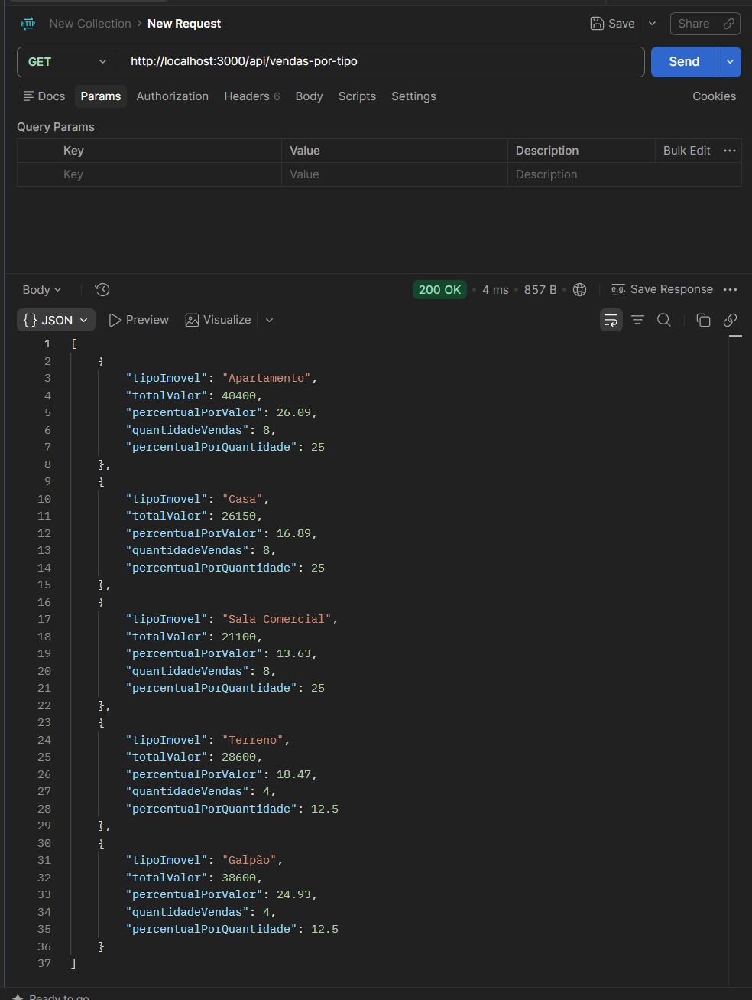 HTTP New Collection > New Request Save Share
GET http://localhost:3000/api/vendas-por-tipo Send
Docs Params Authorization Headers 6 Body Scripts Settings Cookies
Query Params
Key Value Description Bulk Edit
Key Value Description
Body 200 OK • 4 ms • 857 B • e.g. Save Response
{} JSON Preview Visualize
1 [
2 {
3 "tipoImovel": "Apartamento",
4 "totalValor": 40400,
5 "percentualPorValor": 26.09,
6 "quantidadeVendas": 8,
7 "percentualPorQuantidade": 25
8 },
9 {
10 "tipoImovel": "Casa",
11 "totalValor": 26150,
12 "percentualPorValor": 16.89,
13 "quantidadeVendas": 8,
14 "percentualPorQuantidade": 25
15 },
16 {
17 "tipoImovel": "Sala Comercial",
18 "totalValor": 21100,
19 "percentualPorValor": 13.63,
20 "quantidadeVendas": 8,
21 "percentualPorQuantidade": 25
22 },
23 {
24 "tipoImovel": "Terreno",
25 "totalValor": 28600,
26 "percentualPorValor": 18.47,
27 "quantidadeVendas": 4,
28 "percentualPorQuantidade": 12.5
29 },
30 {
31 "tipoImovel": "Galpão",
32 "totalValor": 38600,
33 "percentualPorValor": 24.93,
34 "quantidadeVendas": 4,
35 "percentualPorQuantidade": 12.5
36 }
37 ]
Ready to go